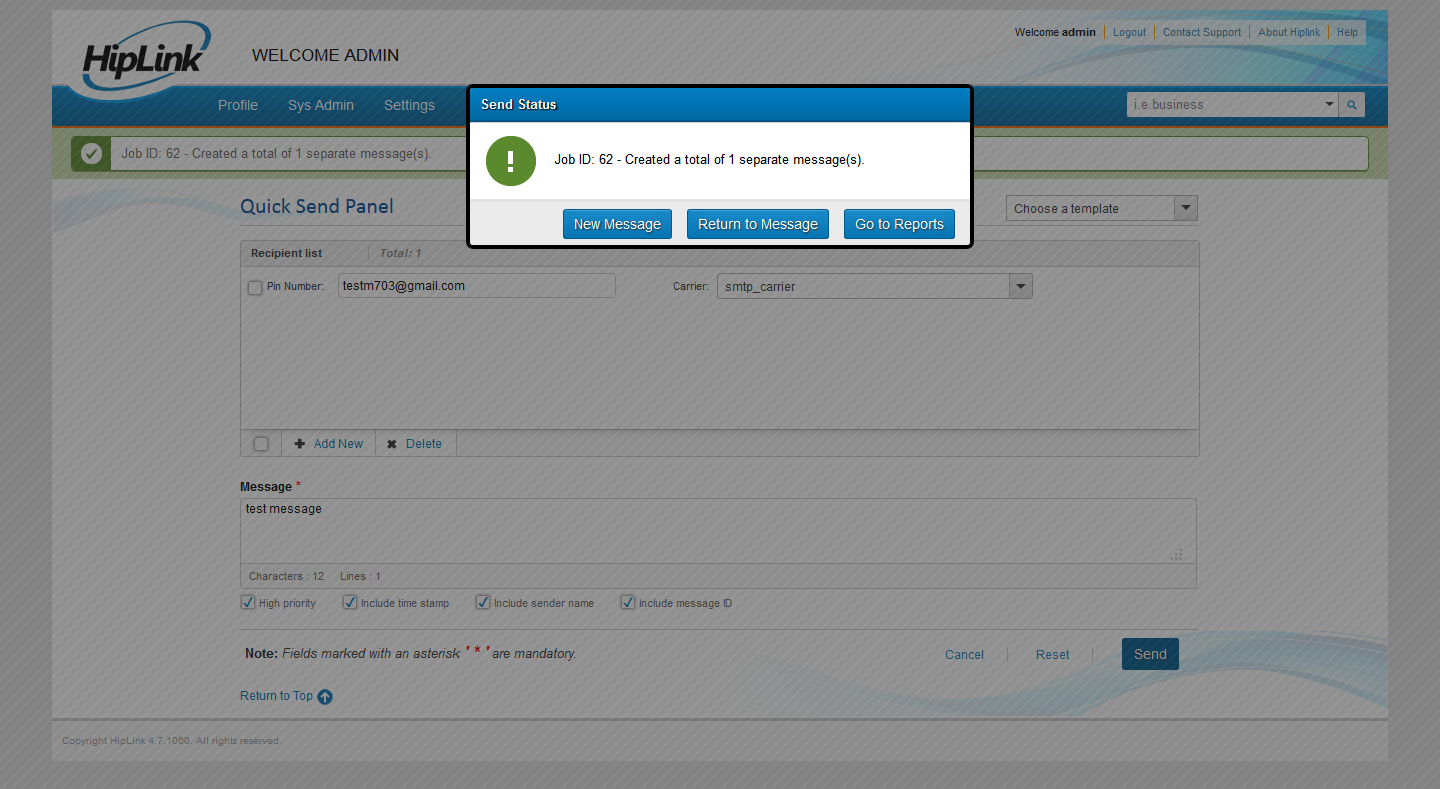 HipLink
WELCOME ADMIN
Welcome admin Logout Contact Support About Hiplink Help
Profile Sys Admin Settings
i.e.business
Send Status
Job ID: 62 - Created a total of 1 separate message(s).
Job ID: 62 - Created a total of 1 separate message(s).
New Message Return to Message Go to Reports
Quick Send Panel
Choose a template
Recipient list Total: 1
Pin Number: testm703@gmail.com Carrier: smtp_carrier
Add New Delete
Message *
test message
Characters : 12 Lines : 1
High priority Include time stamp Include sender name Include message ID
Note: Fields marked with an asterisk ' * ' are mandatory.
Cancel Reset Send
Return to Top
Copyright HipLink 4.7.1060. All rights reserved.